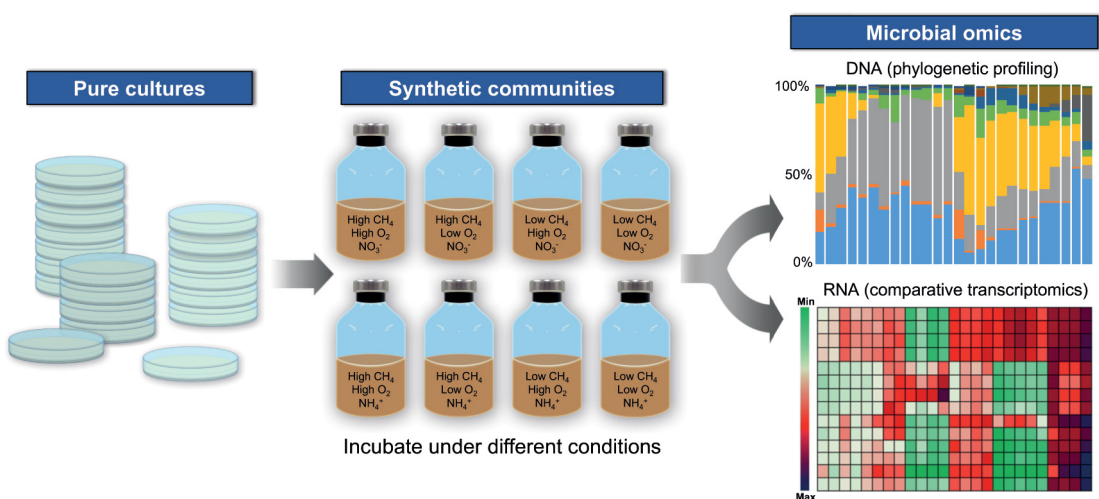 Pure cultures
Synthetic communities
High CH₄
High O₂
NO₃⁻
High CH₄
Low O₂
NO₃⁻
Low CH₄
High O₂
NO₃⁻
Low CH₄
Low O₂
NO₃⁻
High CH₄
High O₂
NH₄⁺
High CH₄
Low O₂
NH₄⁺
Low CH₄
High O₂
NH₄⁺
Low CH₄
Low O₂
NH₄⁺
Incubate under different conditions
Microbial omics
DNA (phylogenetic profiling)
100%
50%
0%
RNA (comparative transcriptomics)
Min
Max